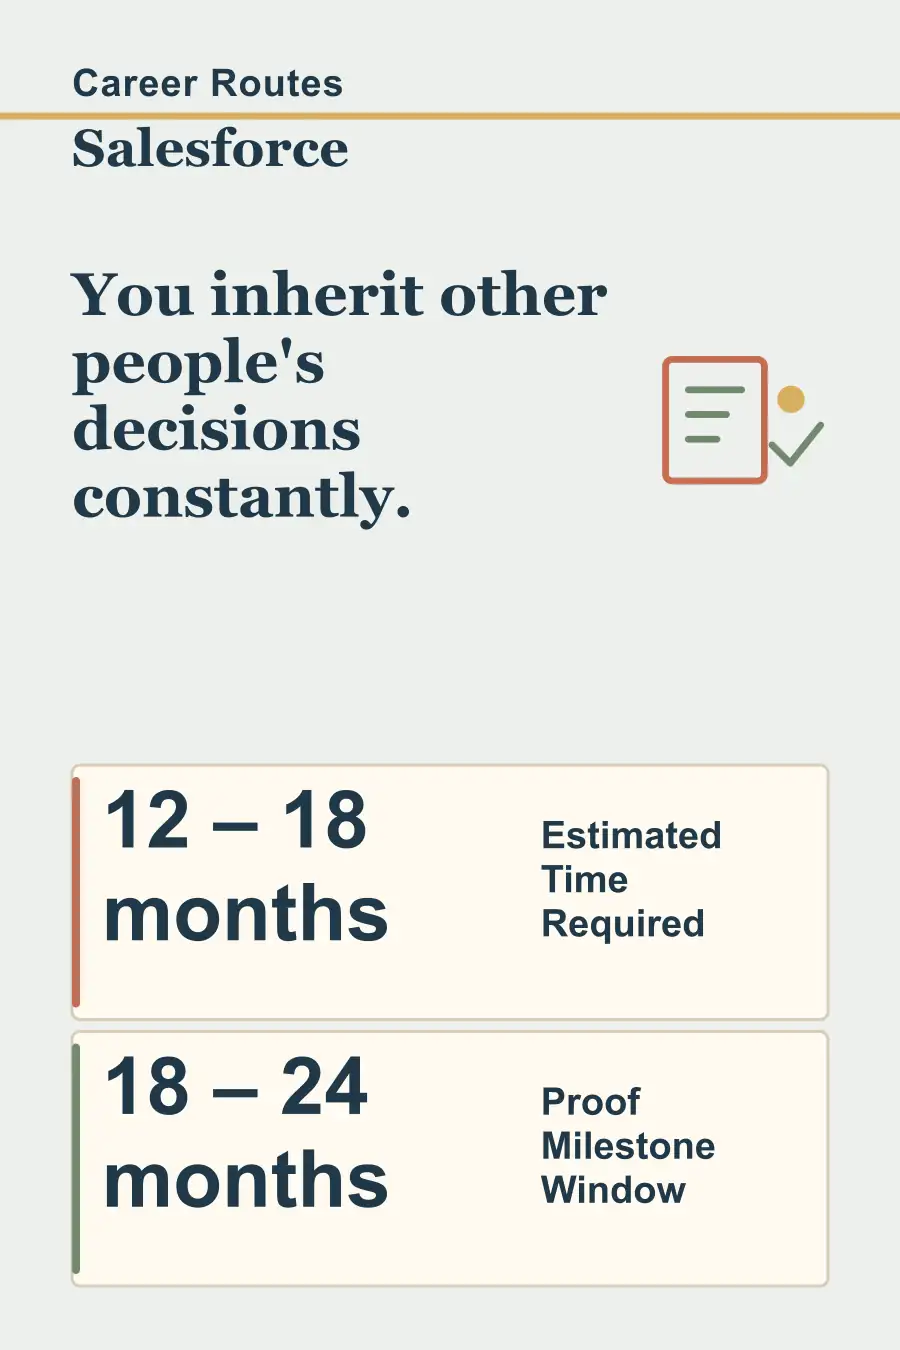 Career Routes
Salesforce
You inherit other
people's
decisions
constantly.
12 – 18
months
Estimated
Time
Required
18 – 24
months
Proof
Milestone
Window